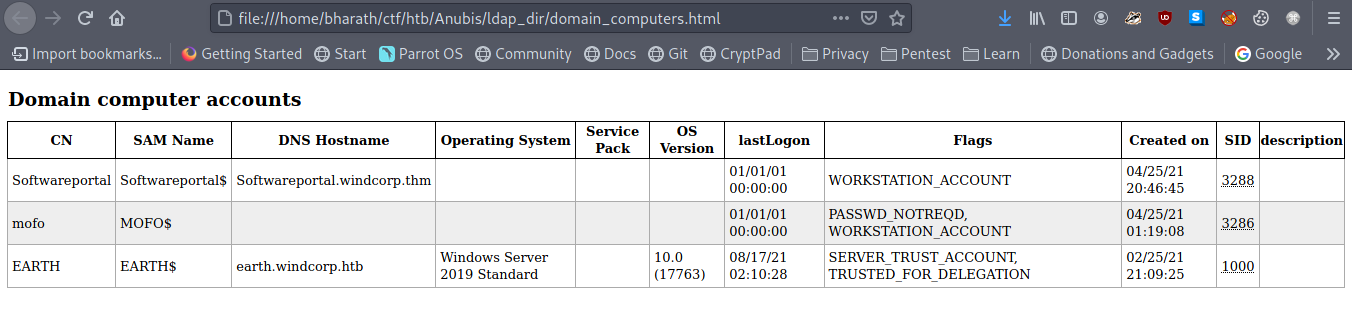 file:///home/bharath/ctf/htb/Anubis/ldap_dir/domain_computers.html
Import bookmarks... Getting Started Start Parrot OS Community Docs Git CryptPad Privacy Pentest Learn Donations and Gadgets Google
Domain computer accounts
CN SAM Name DNS Hostname Operating System Service Pack OS Version lastLogon Flags Created on SID description
Softwareportal Softwareportal$ Softwareportal.windcorp.thm 01/01/01 00:00:00 WORKSTATION_ACCOUNT 04/25/21 20:46:45 3288
mofo MOFO$ 01/01/01 00:00:00 PASSWD_NOTREQD, WORKSTATION_ACCOUNT 04/25/21 01:19:08 3286
EARTH EARTH$ earth.windcorp.htb Windows Server 2019 Standard 10.0 (17763) 08/17/21 02:10:28 SERVER_TRUST_ACCOUNT, TRUSTED_FOR_DELEGATION 02/25/21 21:09:25 1000